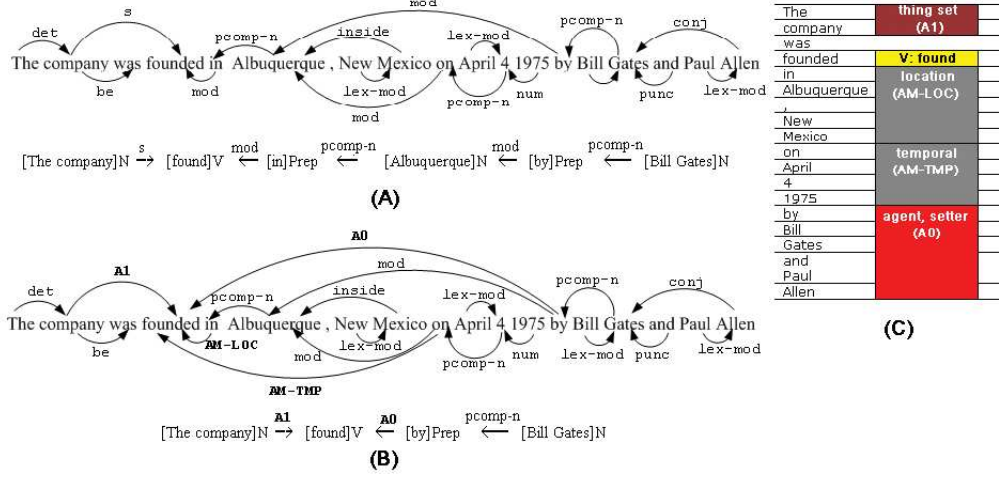 s
mod
det
pcomp-n
inside
lex-mod
pcomp-n
conj
The company was founded in Albuquerque , New Mexico on April 4 1975 by Bill Gates and Paul Allen
be
mod
lex-mod
mod
pcomp-n
num
punc
lex-mod
s mod pcomp-n mod pcomp-n
[The company]N → [found]V ← [in]Prep ← [Albuquerque]N ← [by]Prep ← [Bill Gates]N
(A)
A0
A1
mod
det
pcomp-n
inside
lex-mod
pcomp-n
conj
The company was founded in Albuquerque , New Mexico on April 4 1975 by Bill Gates and Paul Allen
be
AM-LOC
mod
lex-mod
pcomp-n
num
lex-mod
punc
lex-mod
AM-TMP
A1 A0 pcomp-n
[The company]N → [found]V ← [by]Prep ← [Bill Gates]N
(B)
The thing set
company (A1)
was
founded V: found
in location
Albuquerque (AM-LOC)
,
New
Mexico
on temporal
April (AM-TMP)
4
1975
by agent, setter
Bill (A0)
Gates
and
Paul
Allen
(C)